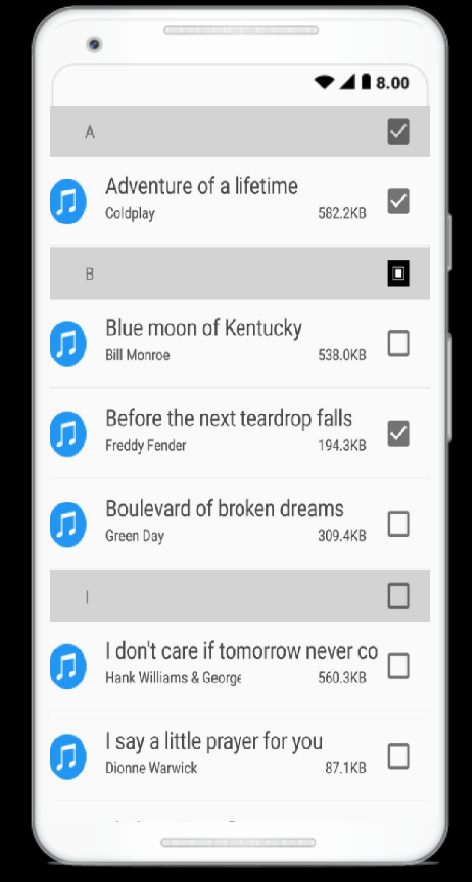 8.00
A
Adventure of a lifetime
Coldplay 582.2KB
B
Blue moon of Kentucky
Bill Monroe 538.0KB
Before the next teardrop falls
Freddy Fender 194.3KB
Boulevard of broken dreams
Green Day 309.4KB
I
I don't care if tomorrow never co
Hank Williams & George 560.3KB
I say a little prayer for you
Dionne Warwick 87.1KB